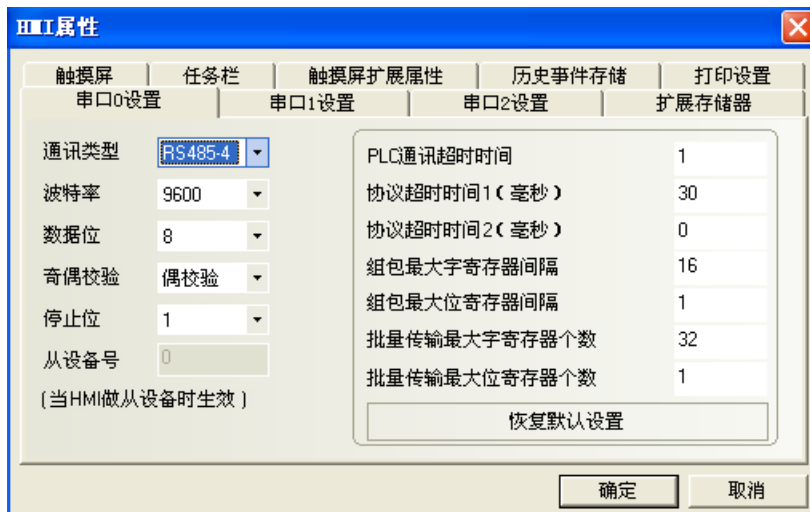 HMI属性
触摸屏 任务栏 触摸屏扩展属性 历史事件存储 打印设置
串口0设置 串口1设置 串口2设置 扩展存储器
通讯类型 RS485-4
波特率 9600
数据位 8
奇偶校验 偶校验
停止位 1
从设备号 0
(当HMI做从设备时生效)
PLC通讯超时时间 1
协议超时时间1(毫秒) 30
协议超时时间2(毫秒) 0
组包最大字寄存器间隔 16
组包最大位寄存器间隔 1
批量传输最大字寄存器个数 32
批量传输最大位寄存器个数 1
恢复默认设置
确定 取消